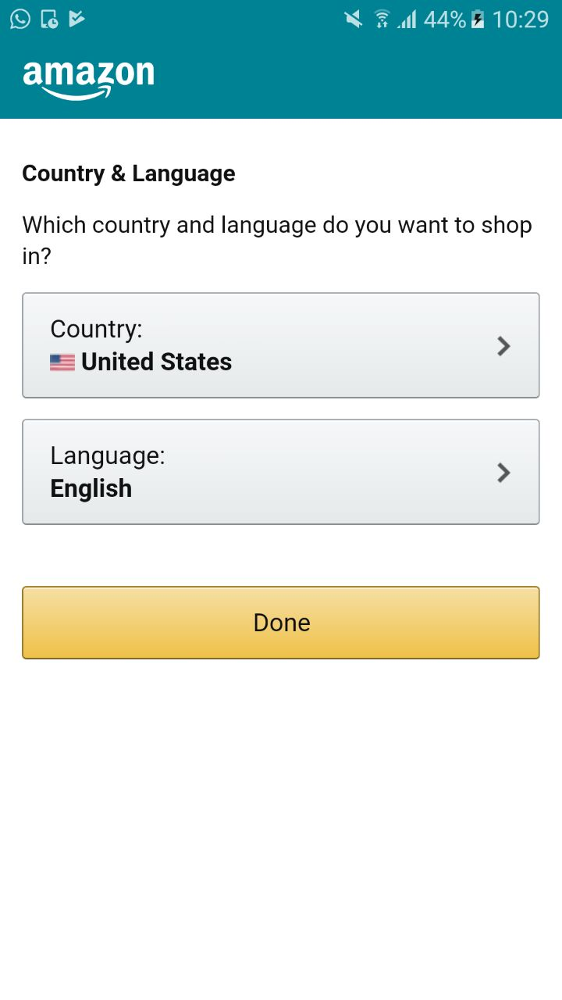 44% 10:29
amazon
Country & Language
Which country and language do you want to shop
in?
Country:
United States
Language:
English
Done